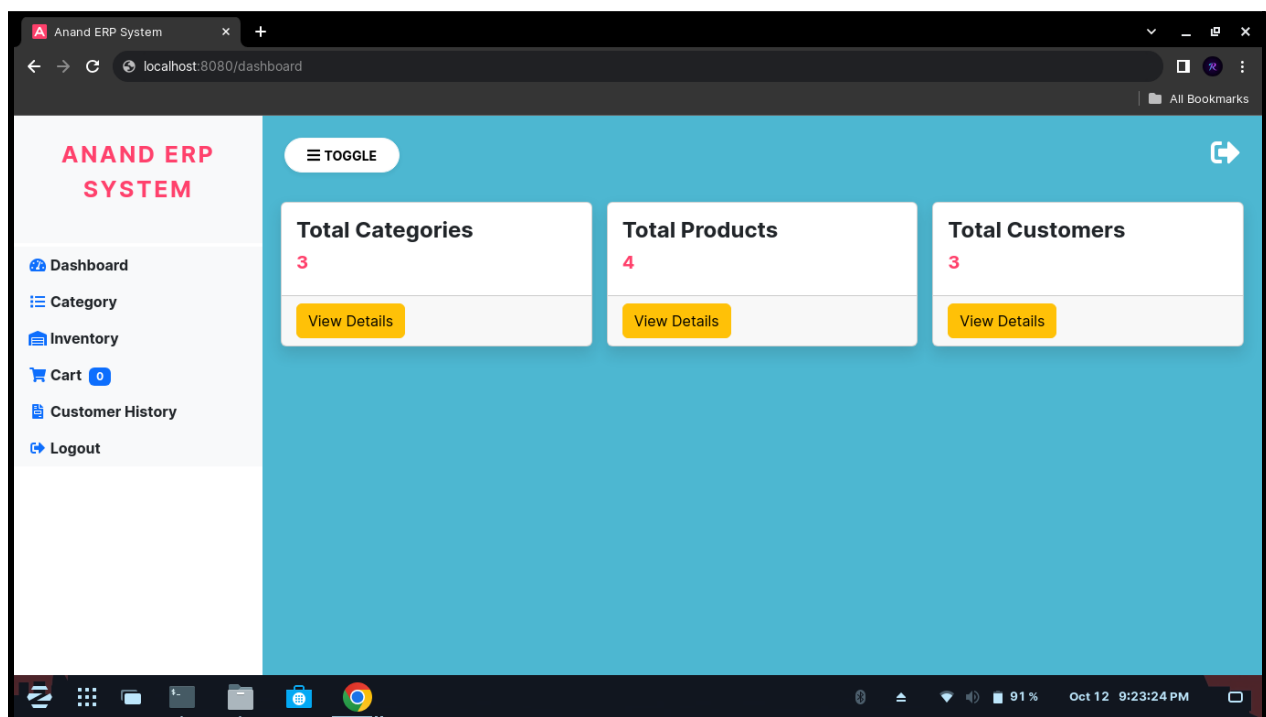 Anand ERP System
localhost:8080/dashboard
All Bookmarks
ANAND ERP
SYSTEM
Dashboard
Category
Inventory
Cart 0
Customer History
Logout
TOGGLE
Total Categories
3
View Details
Total Products
4
View Details
Total Customers
3
View Details
91 % Oct 12 9:23:24 PM